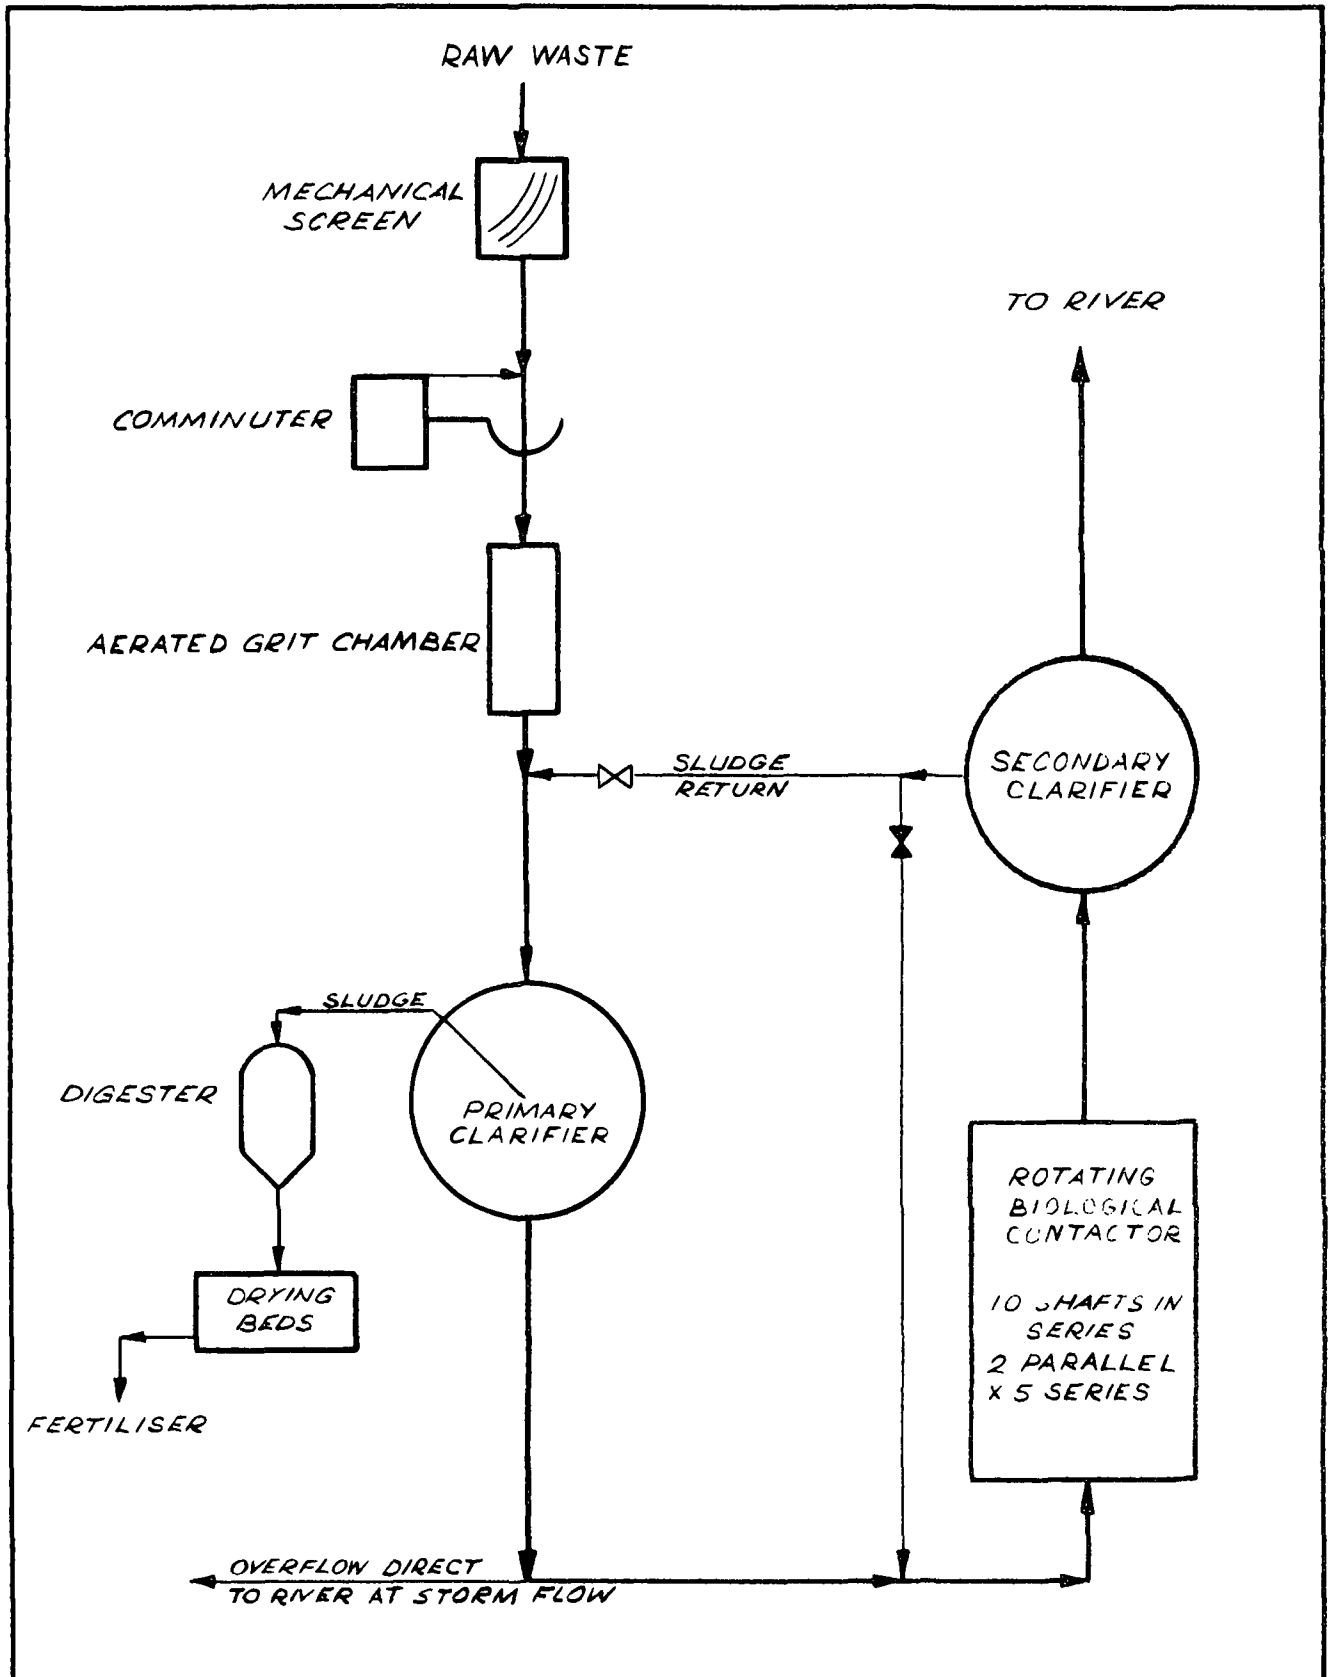 RAW WASTE
MECHANICAL
SCREEN
TO RIVER
COMMINUTER
AERATED GRIT CHAMBER
SLUDGE
RETURN
SECONDARY
CLARIFIER
SLUDGE
DIGESTER
PRIMARY
CLARIFIER
ROTATING
BIOLOGICAL
CONTACTOR
10 SHAFTS IN
SERIES
2 PARALLEL
x 5 SERIES
DRYING
BEDS
FERTILISER
OVERFLOW DIRECT
TO RIVER AT STORM FLOW